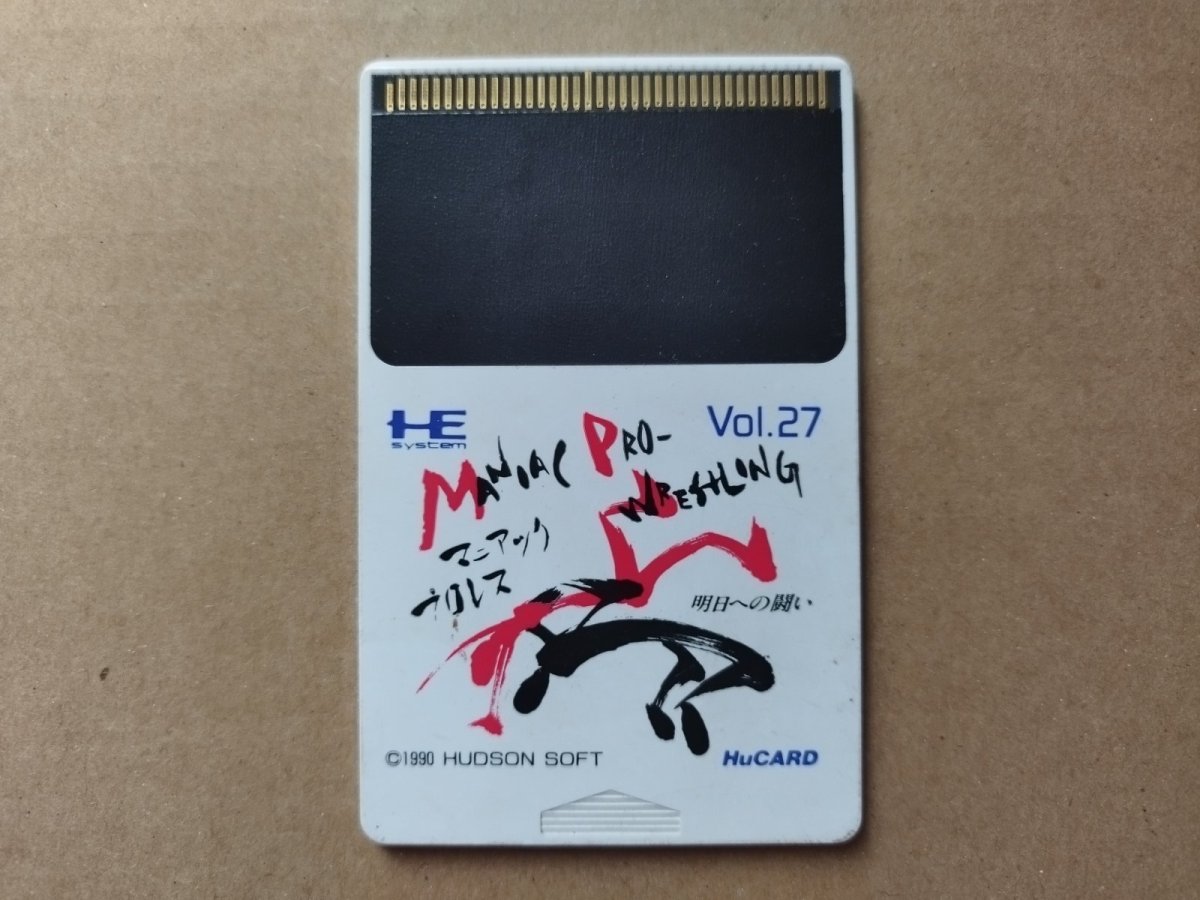 HE
system
Vol.27
MANIAC PRO-
WRESTLING
マニアック
プロレス
明日への闘い
©1990 HUDSON SOFT
HuCARD